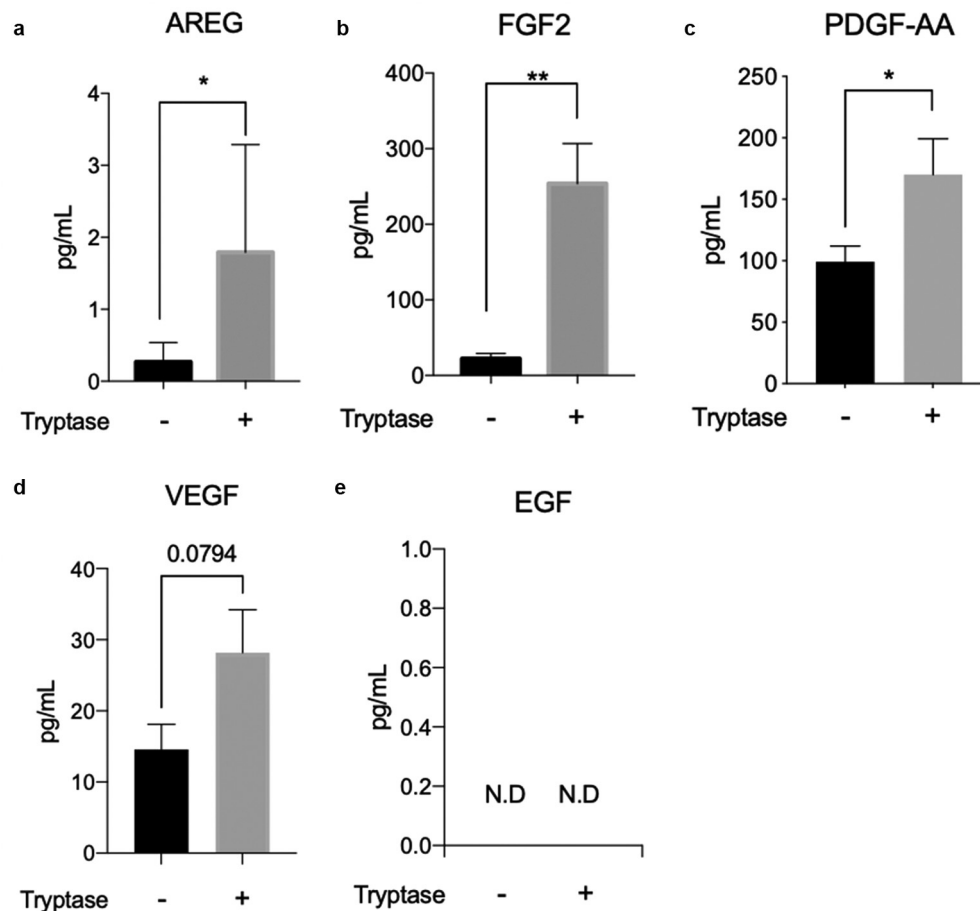 a
AREG
*
4
3
2
1
0
pg/mL
Tryptase - +
b
FGF2
**
400
300
200
100
0
pg/mL
Tryptase - +
c
PDGF-AA
*
250
200
150
100
50
0
pg/mL
Tryptase - +
d
VEGF
0.0794
40
30
20
10
0
pg/mL
Tryptase - +
e
EGF
1.0
0.8
0.6
0.4
0.2
0.0
pg/mL
N.D N.D
Tryptase - +